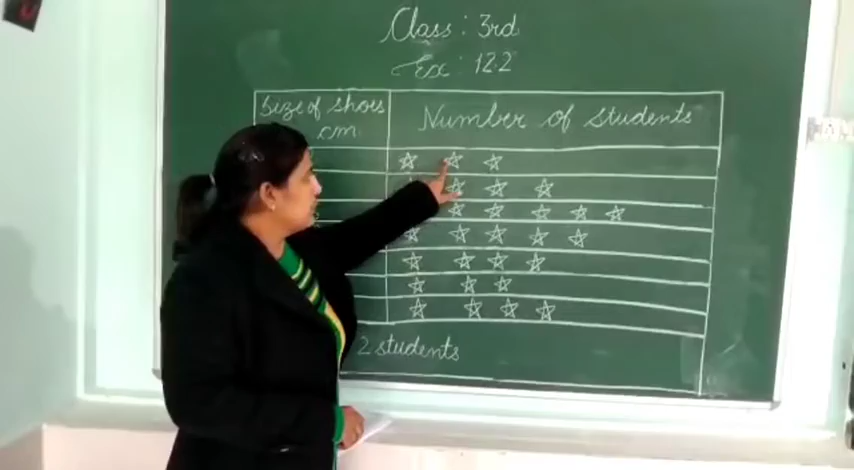 Class : 3rd
Ex : 12.2
Size of shoes
cm
Number of students
2 students